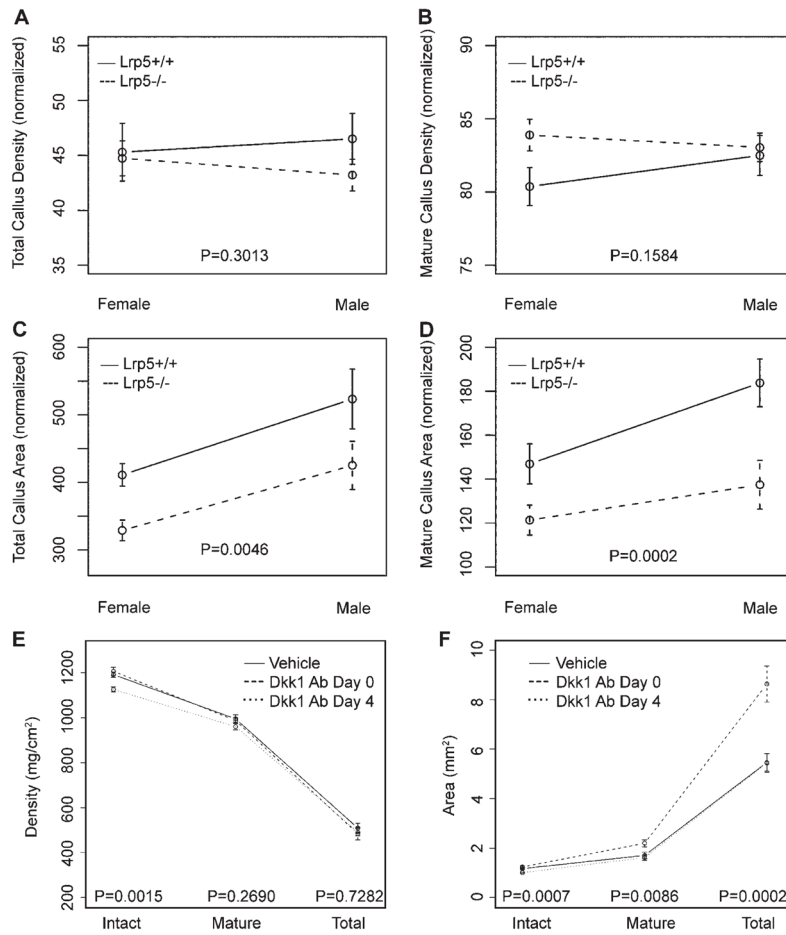 A
Total Callus Density (normalized)
55
50
45
40
35
Lrp5+/+
Lrp5-/-
P=0.3013
Female
Male
B
Mature Callus Density (normalized)
90
85
80
75
Lrp5+/+
Lrp5-/-
P=0.1584
Female
Male
C
Total Callus Area (normalized)
600
500
400
300
Lrp5+/+
Lrp5-/-
P=0.0046
Female
Male
D
Mature Callus Area (normalized)
200
180
160
140
120
100
Lrp5+/+
Lrp5-/-
P=0.0002
Female
Male
E
Density (mg/cm²)
1200
1000
800
600
400
200
Vehicle
Dkk1 Ab Day 0
Dkk1 Ab Day 4
P=0.0015 P=0.2690 P=0.7282
Intact Mature Total
F
Area (mm²)
10
8
6
4
2
0
Vehicle
Dkk1 Ab Day 0
Dkk1 Ab Day 4
P=0.0007 P=0.0086 P=0.0002
Intact Mature Total